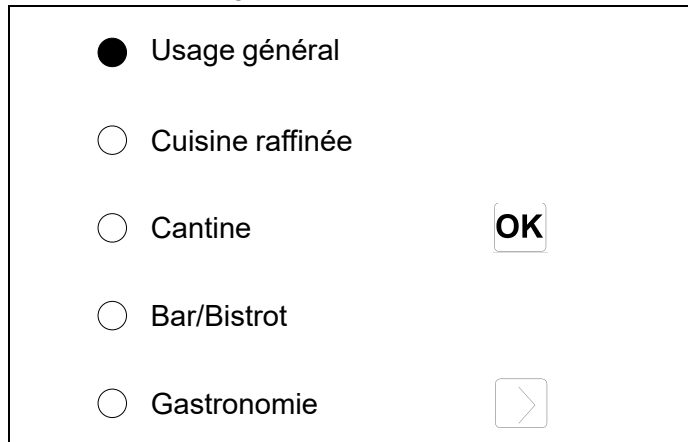 Usage général
Cuisine raffinée
Cantine
OK
Bar/Bistrot
Gastronomie